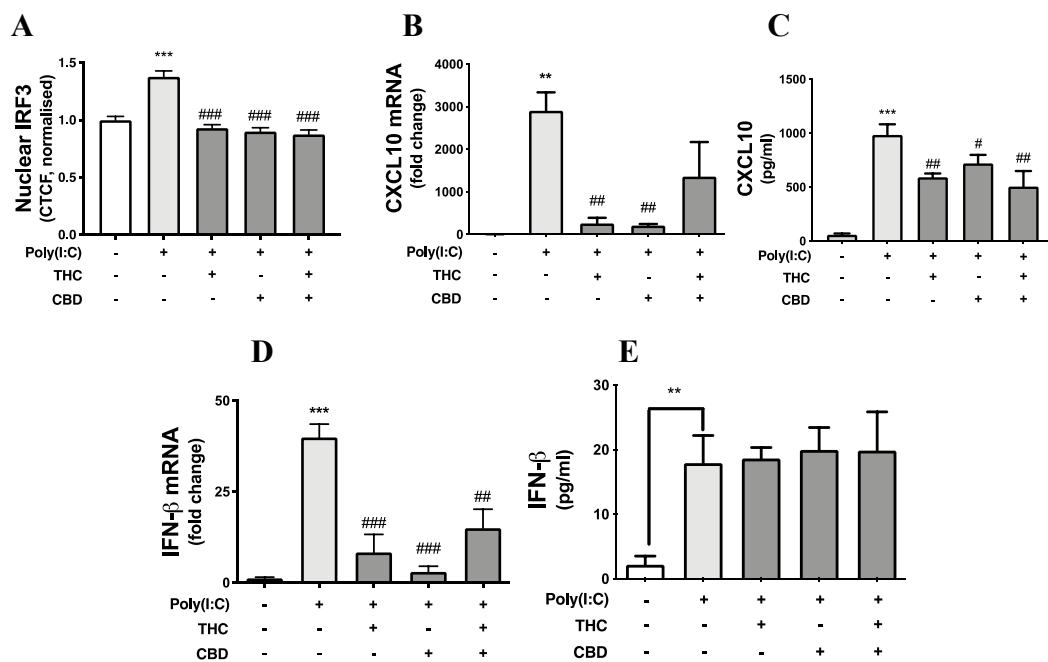 A
Nuclear IRF3
(CTCF, normalised)
1.5
1.0
0.5
0.0
***
###
###
###
Poly(I:C) - + + + +
THC - - + - +
CBD - - - + +
B
CXCL10 mRNA
(fold change)
4000
3000
2000
1000
0
**
##
##
Poly(I:C) - + + + +
THC - - + - +
CBD - - - + +
C
CXCL10
(pg/ml)
1500
1000
500
0
***
##
#
##
Poly(I:C) - + + + +
THC - - + - +
CBD - - - + +
D
IFN-β mRNA
(fold change)
50
25
0
***
###
###
##
Poly(I:C) - + + + +
THC - - + - +
CBD - - - + +
E
IFN-β
(pg/ml)
30
20
10
0
**
Poly(I:C) - + + + +
THC - - + - +
CBD - - - + +